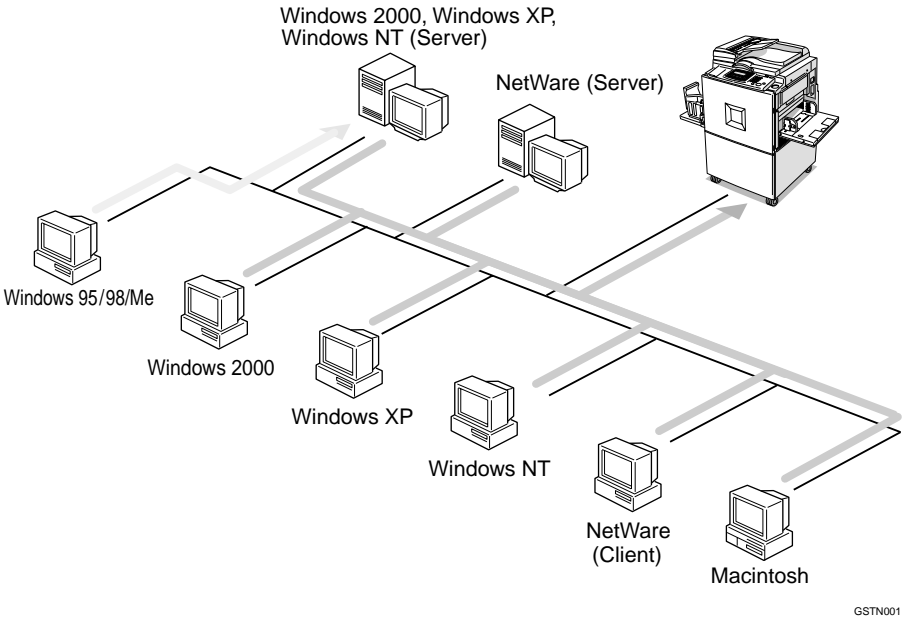 Windows 2000, Windows XP,
Windows NT (Server)
NetWare (Server)
Windows 95/98/Me
Windows 2000
Windows XP
Windows NT
NetWare
(Client)
Macintosh
GSTN001